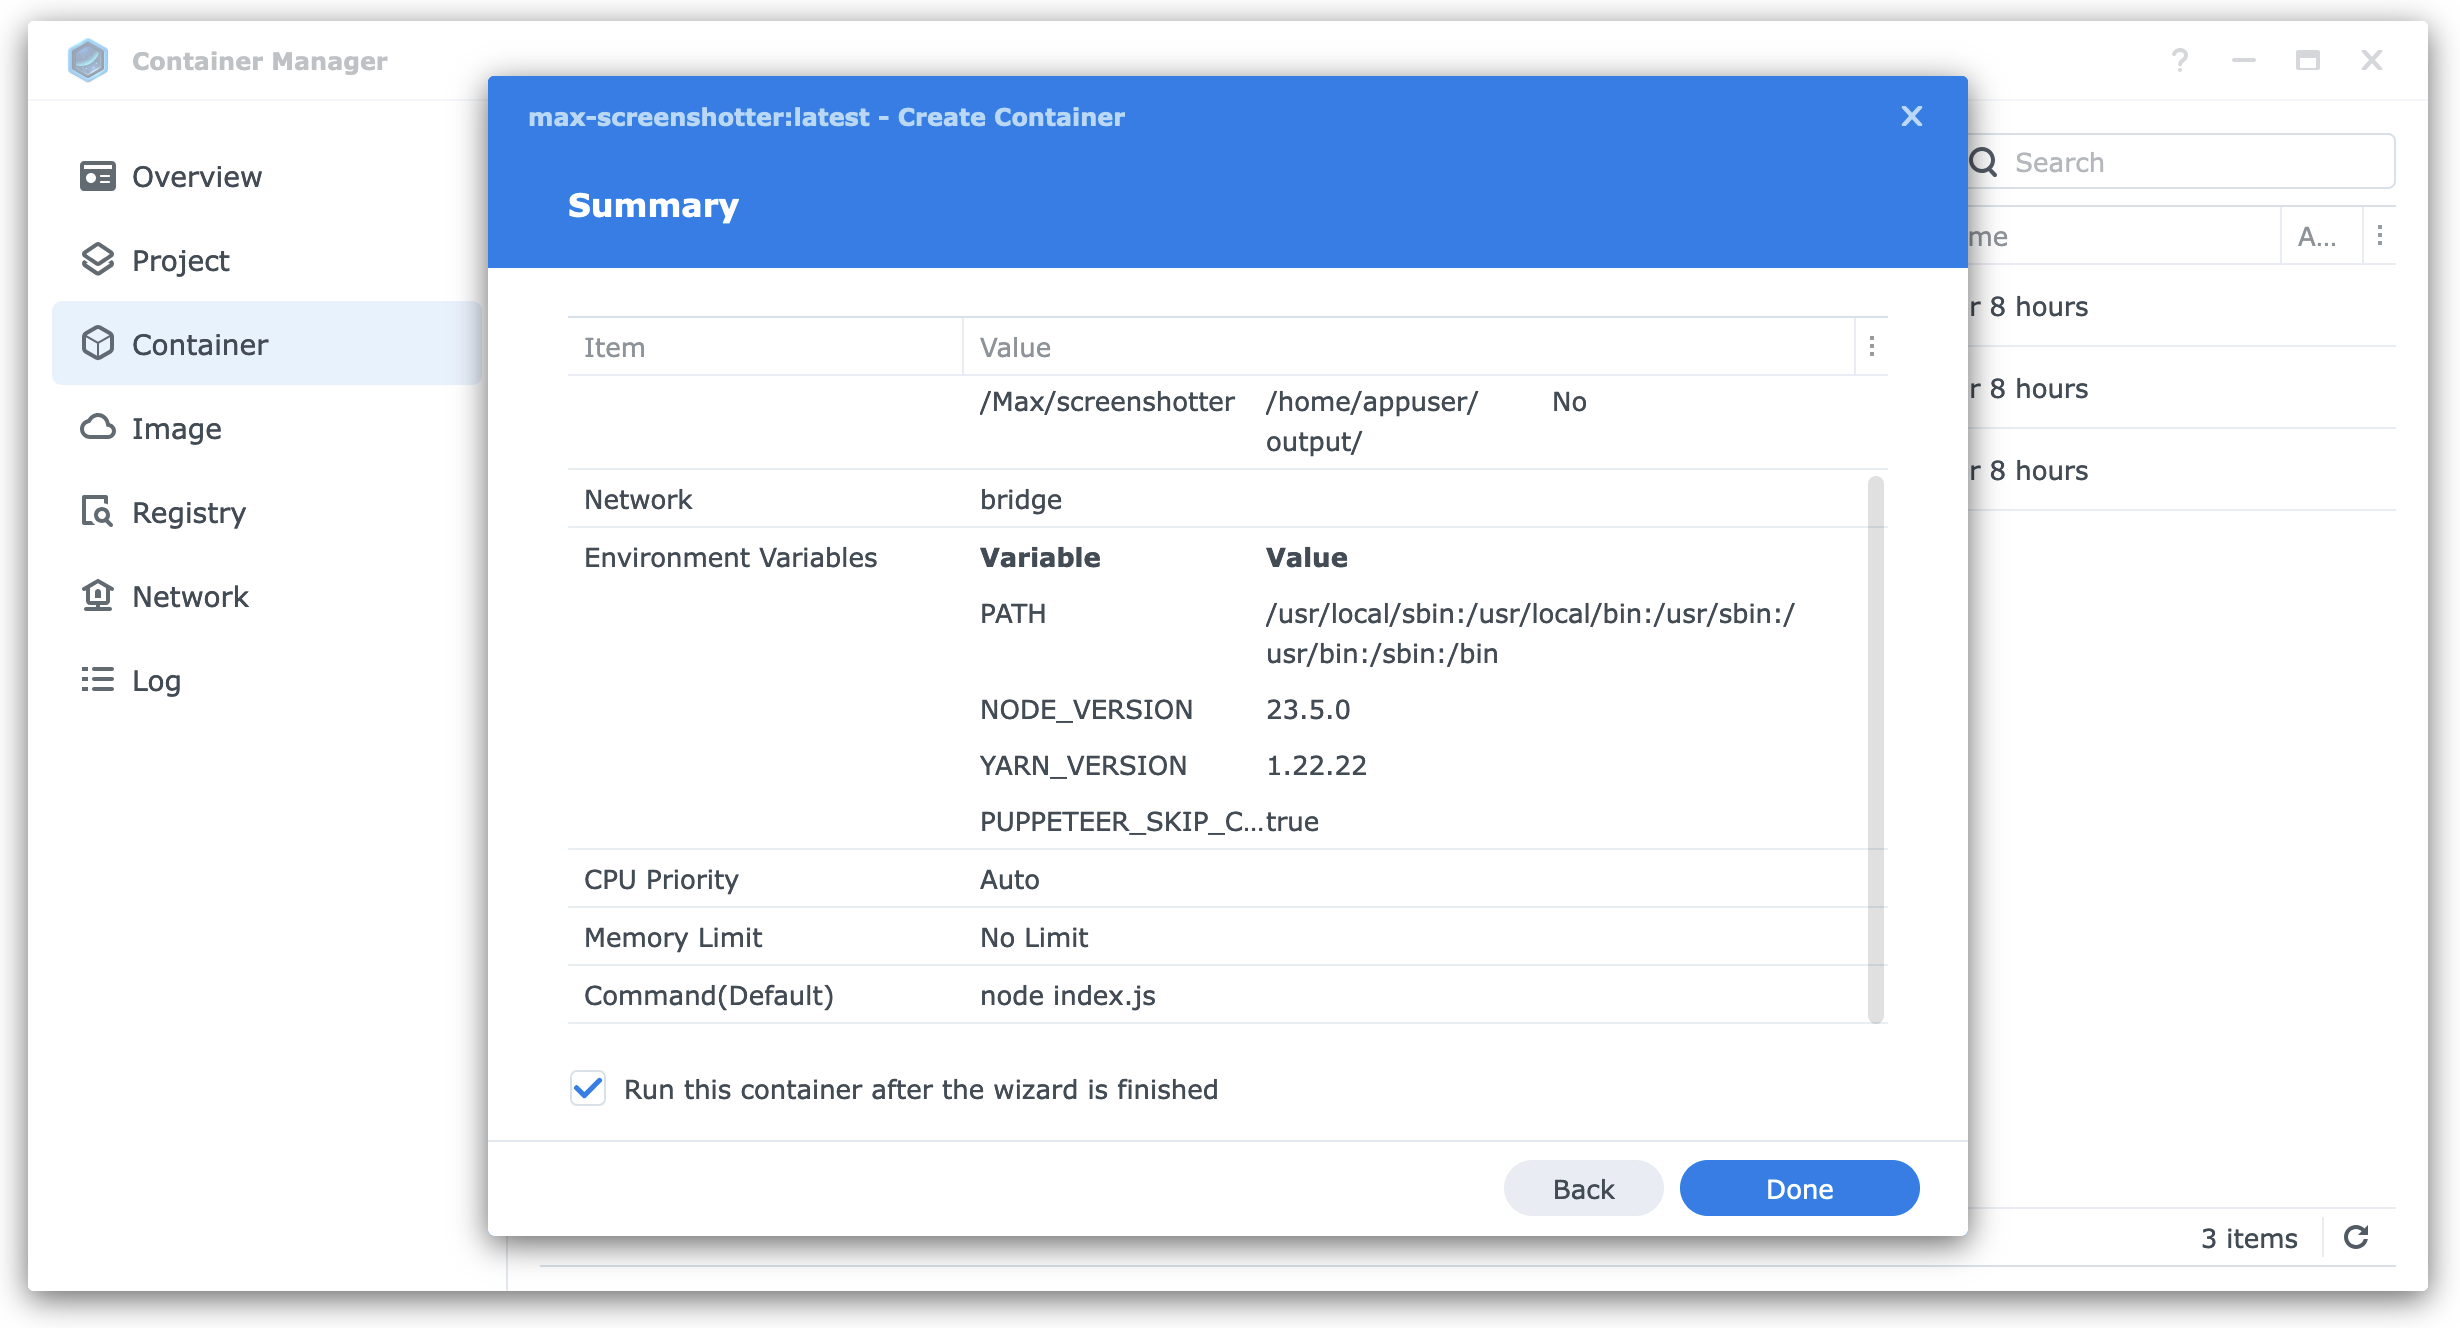 Container Manager
max-screenshotter:latest - Create Container
Summary
Overview
Project
Container
Image
Registry
Network
Log
Search
me
A...
r 8 hours
r 8 hours
r 8 hours
Item Value
/Max/screenshotter /home/appuser/ No
output/
Network bridge
Environment Variables Variable Value
PATH /usr/local/sbin:/usr/local/bin:/usr/sbin:/
usr/bin:/sbin:/bin
NODE_VERSION 23.5.0
YARN_VERSION 1.22.22
PUPPETEER_SKIP_C... true
CPU Priority Auto
Memory Limit No Limit
Command(Default) node index.js
Run this container after the wizard is finished
Back Done
3 items